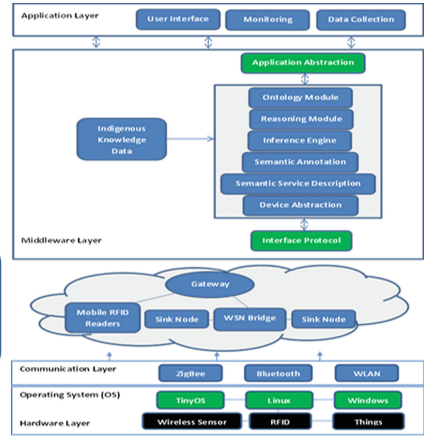 Application Layer
User Interface
Monitoring
Data Collection
Application Abstraction
Ontology Module
Reasoning Module
Indigenous
Knowledge
Data
Inference Engine
Semantic Annotation
Semantic Service Description
Device Abstraction
Middleware Layer
Interface Protocol
Gateway
Mobile RFID
Readers
Sink Node
WSN Bridge
Sink Node
Communication Layer
ZigBee
Bluetooth
WLAN
Operating System (OS)
TinyOS
Linux
Windows
Hardware Layer
Wireless Sensor
RFID
Things